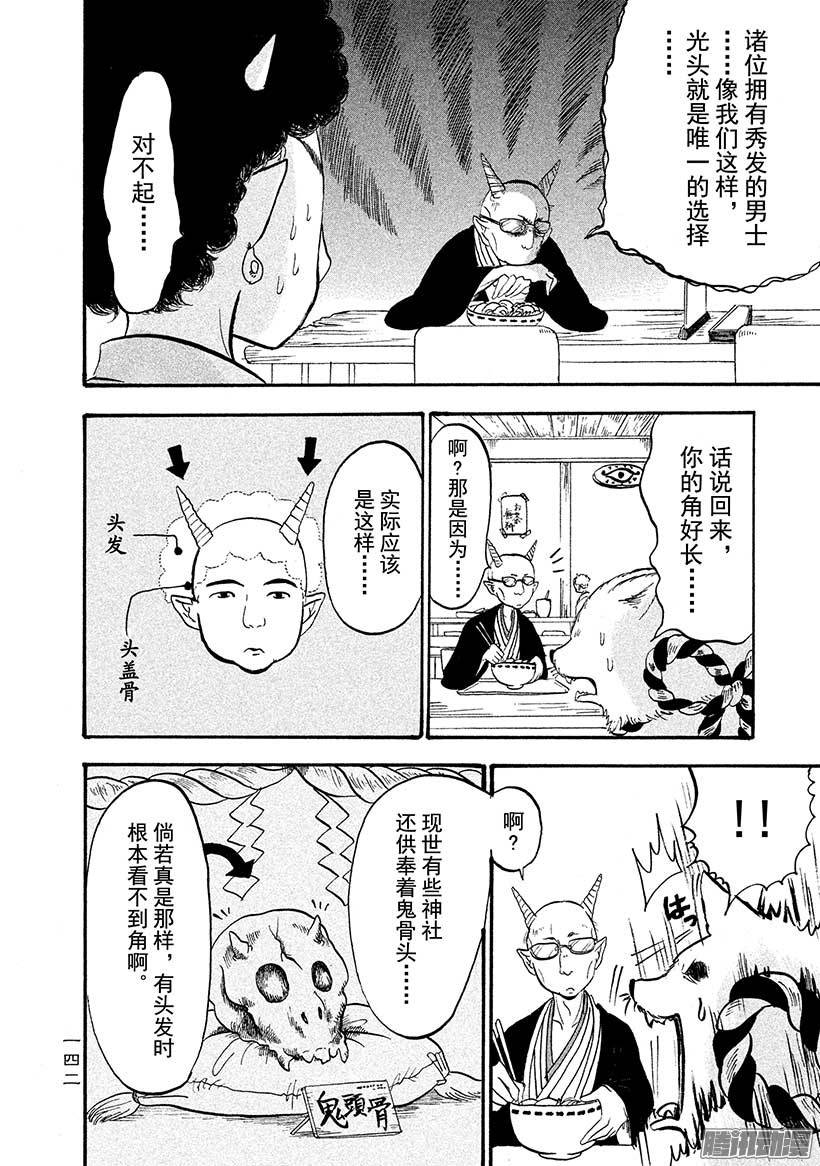 诸位拥有秀发的男士
……像我们这样，
光头就是唯一的选择
……
对
不
起
……
话说回来，
你的角好长……
啊？那是因为……
实际应该
是这样……
头发
头盖骨
！！
はっ
啊？
现世有些神社
还供奉着鬼骨头……
倘若真是那样，有头发时
根本看不到角啊。
鬼頭骨
一四二
腾讯动漫